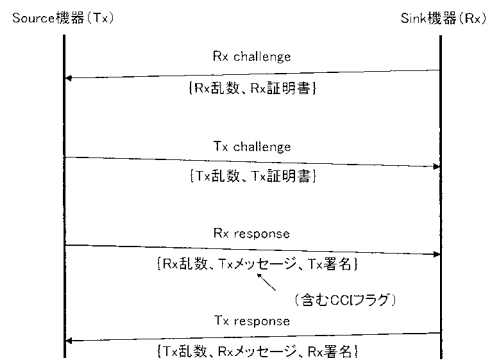 Source機器(Tx)
Sink機器(Rx)
Rx challenge
{Rx乱数、Rx証明書}
Tx challenge
{Tx乱数、Tx証明書}
Rx response
{Rx乱数、Txメッセージ、Tx署名}
(含むCCIフラグ)
Tx response
{Tx乱数、Rxメッセージ、Rx署名}